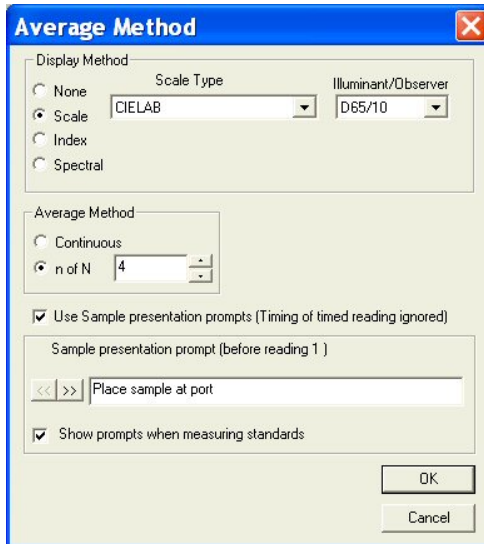 Average Method
Display Method
None
Scale
Index
Spectral
Scale Type
CIELAB
Illuminant/Observer
D65/10
Average Method
Continuous
n of N
4
Use Sample presentation prompts (Timing of timed reading ignored)
Sample presentation prompt (before reading 1 )
<< >> Place sample at port
Show prompts when measuring standards
OK
Cancel